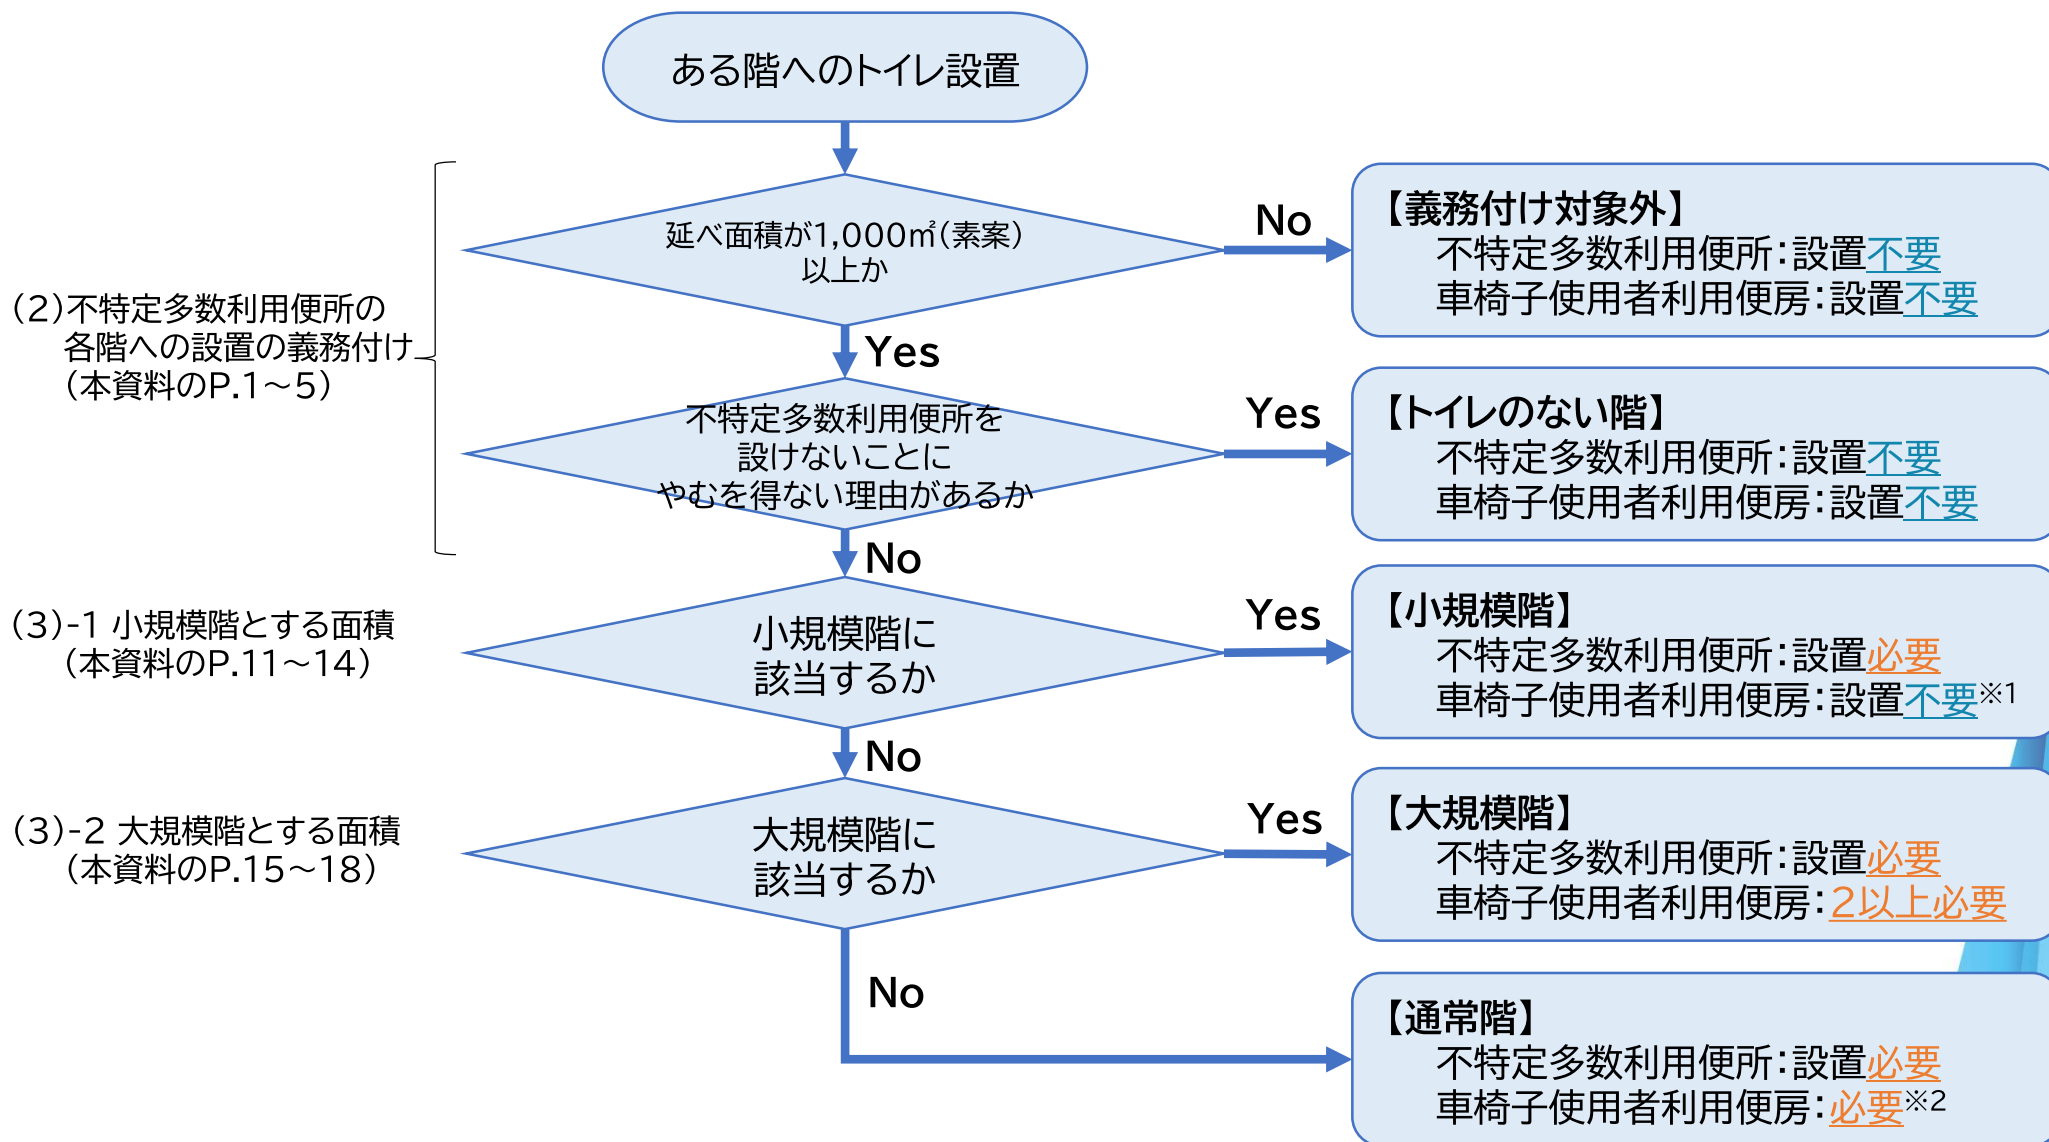 ある階へのトイレ設置
延べ面積が1,000㎡(素案)
以上か
No
【義務付け対象外】
不特定多数利用便所:設置不要
車椅子使用者利用便房:設置不要
(2)不特定多数利用便所の
各階への設置の義務付け
(本資料のP.1～5)
Yes
不特定多数利用便所を
設けないことに
やむを得ない理由があるか
Yes
【トイレのない階】
不特定多数利用便所:設置不要
車椅子使用者利用便房:設置不要
No
(3)-1 小規模階とする面積
(本資料のP.11～14)
小規模階に
該当するか
Yes
【小規模階】
不特定多数利用便所:設置必要
車椅子使用者利用便房:設置不要※1
No
(3)-2 大規模階とする面積
(本資料のP.15～18)
大規模階に
該当するか
Yes
【大規模階】
不特定多数利用便所:設置必要
車椅子使用者利用便房:2以上必要
No
【通常階】
不特定多数利用便所:設置必要
車椅子使用者利用便房:必要※2